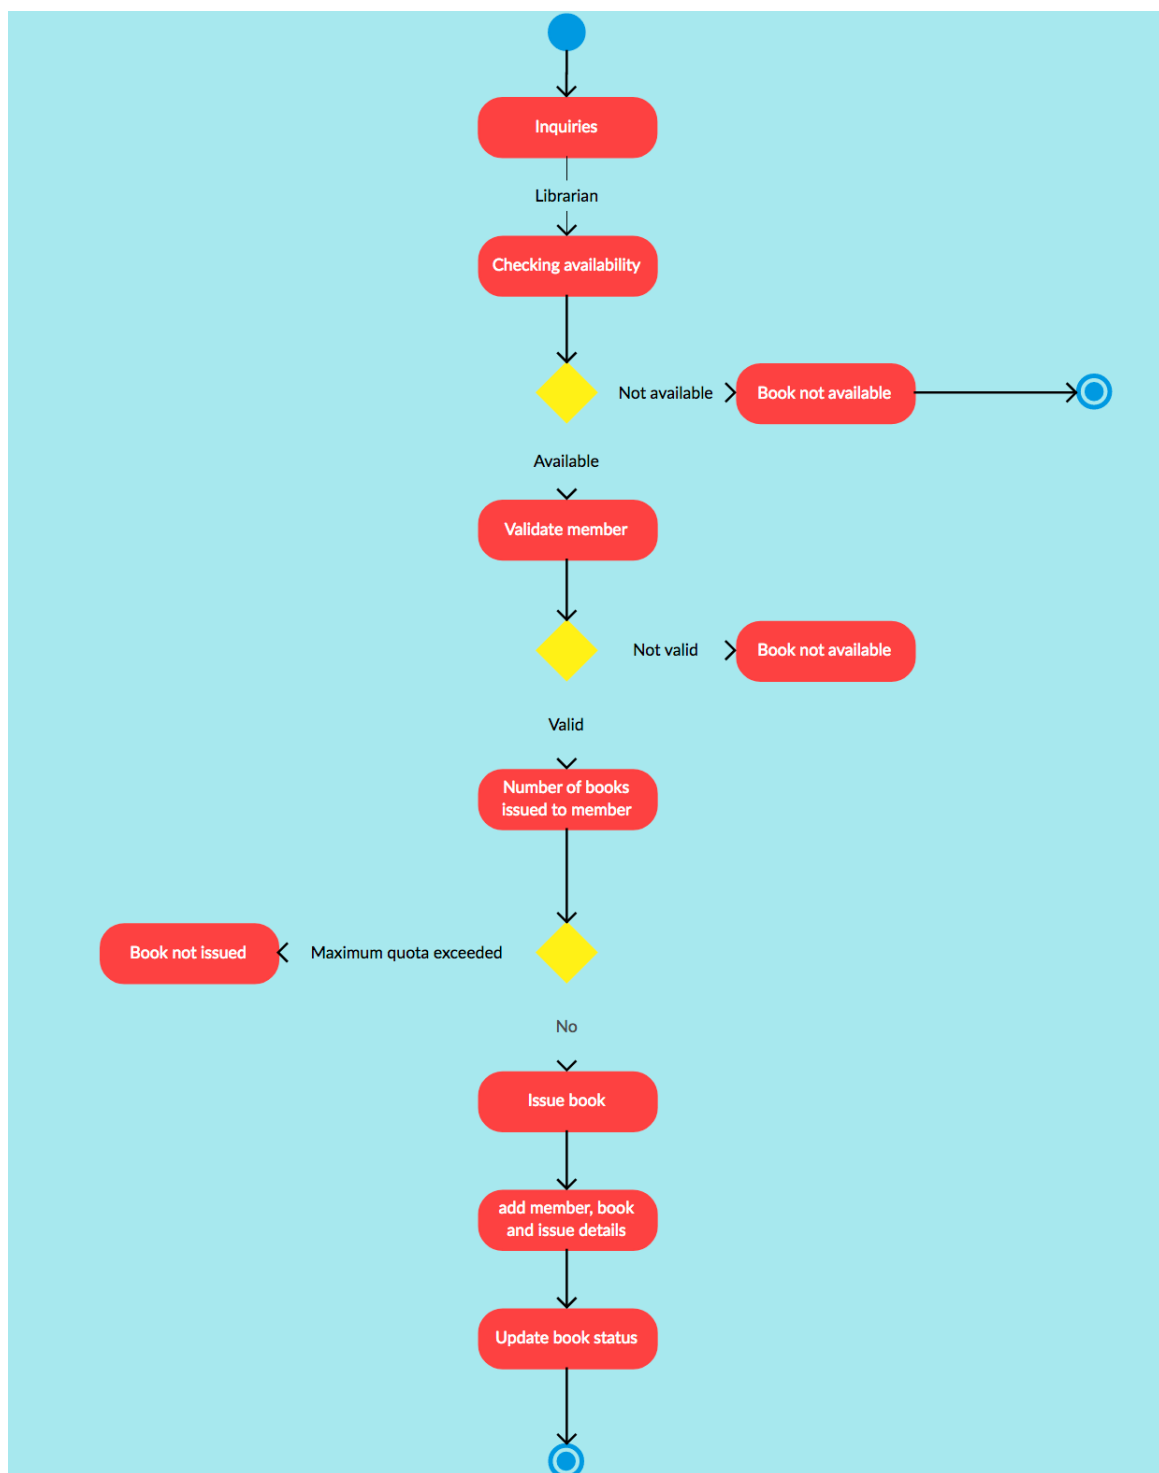 Inquiries
Librarian
Checking availability
Not available
Book not available
Available
Validate member
Not valid
Book not available
Valid
Number of books
issued to member
Book not issued
Maximum quota exceeded
No
Issue book
add member, book
and issue details
Update book status